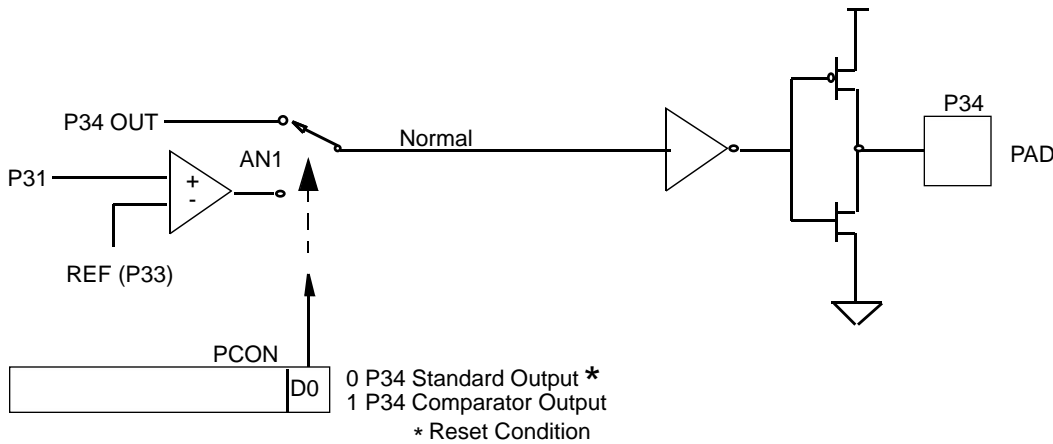 P34
P34 OUT
Normal
AN1
PAD
P31
+
-
REF (P33)
PCON
D0
0 P34 Standard Output *
1 P34 Comparator Output
* Reset Condition